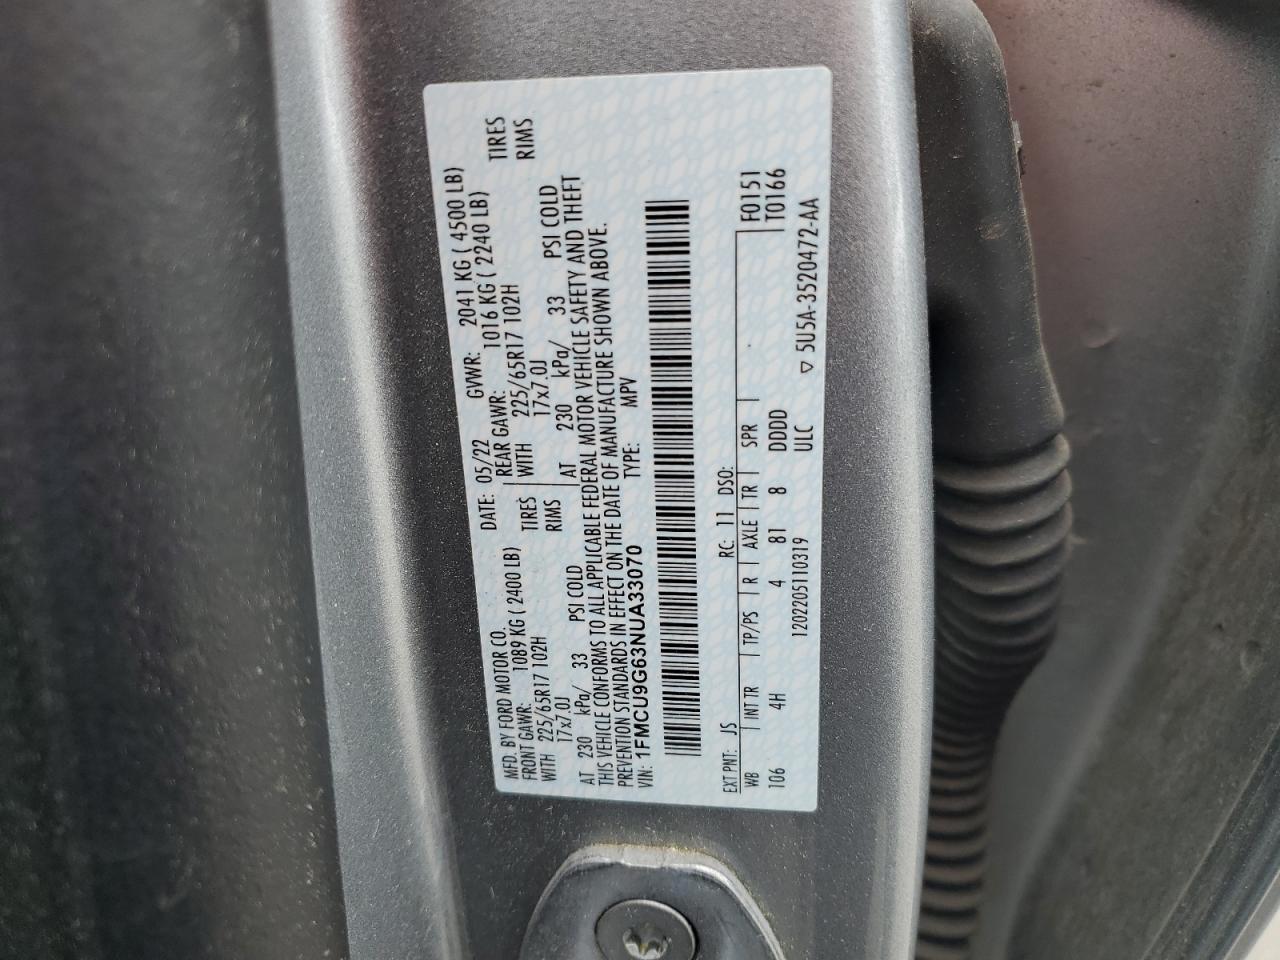 MFD. BY FORD MOTOR CO. DATE: 05/22 GVWR: 2041 KG ( 4500 LB)
FRONT GAWR: 1089 KG ( 2400 LB) REAR GAWR: 1016 KG ( 2240 LB)
WITH 225/65R17 102H TIRES WITH 225/65R17 102H TIRES
17x7.0J RIMS 17x7.0J RIMS
AT 230 kPa/ 33 PSI COLD AT 230 kPa/ 33 PSI COLD
THIS VEHICLE CONFORMS TO ALL APPLICABLE FEDERAL MOTOR VEHICLE SAFETY AND THEFT
PREVENTION STANDARDS IN EFFECT ON THE DATE OF MANUFACTURE SHOWN ABOVE.
VIN: 1FMCU9G63NUA33070 TYPE: MPV
EXT PNT: JS RC: 11 DSO: F0151
WB INT TR TP/PS R AXLE TR SPR T0166
106 4H 4 81 8 DDDD
1202205110319 ULC ▽ 5U5A-3520472-AA